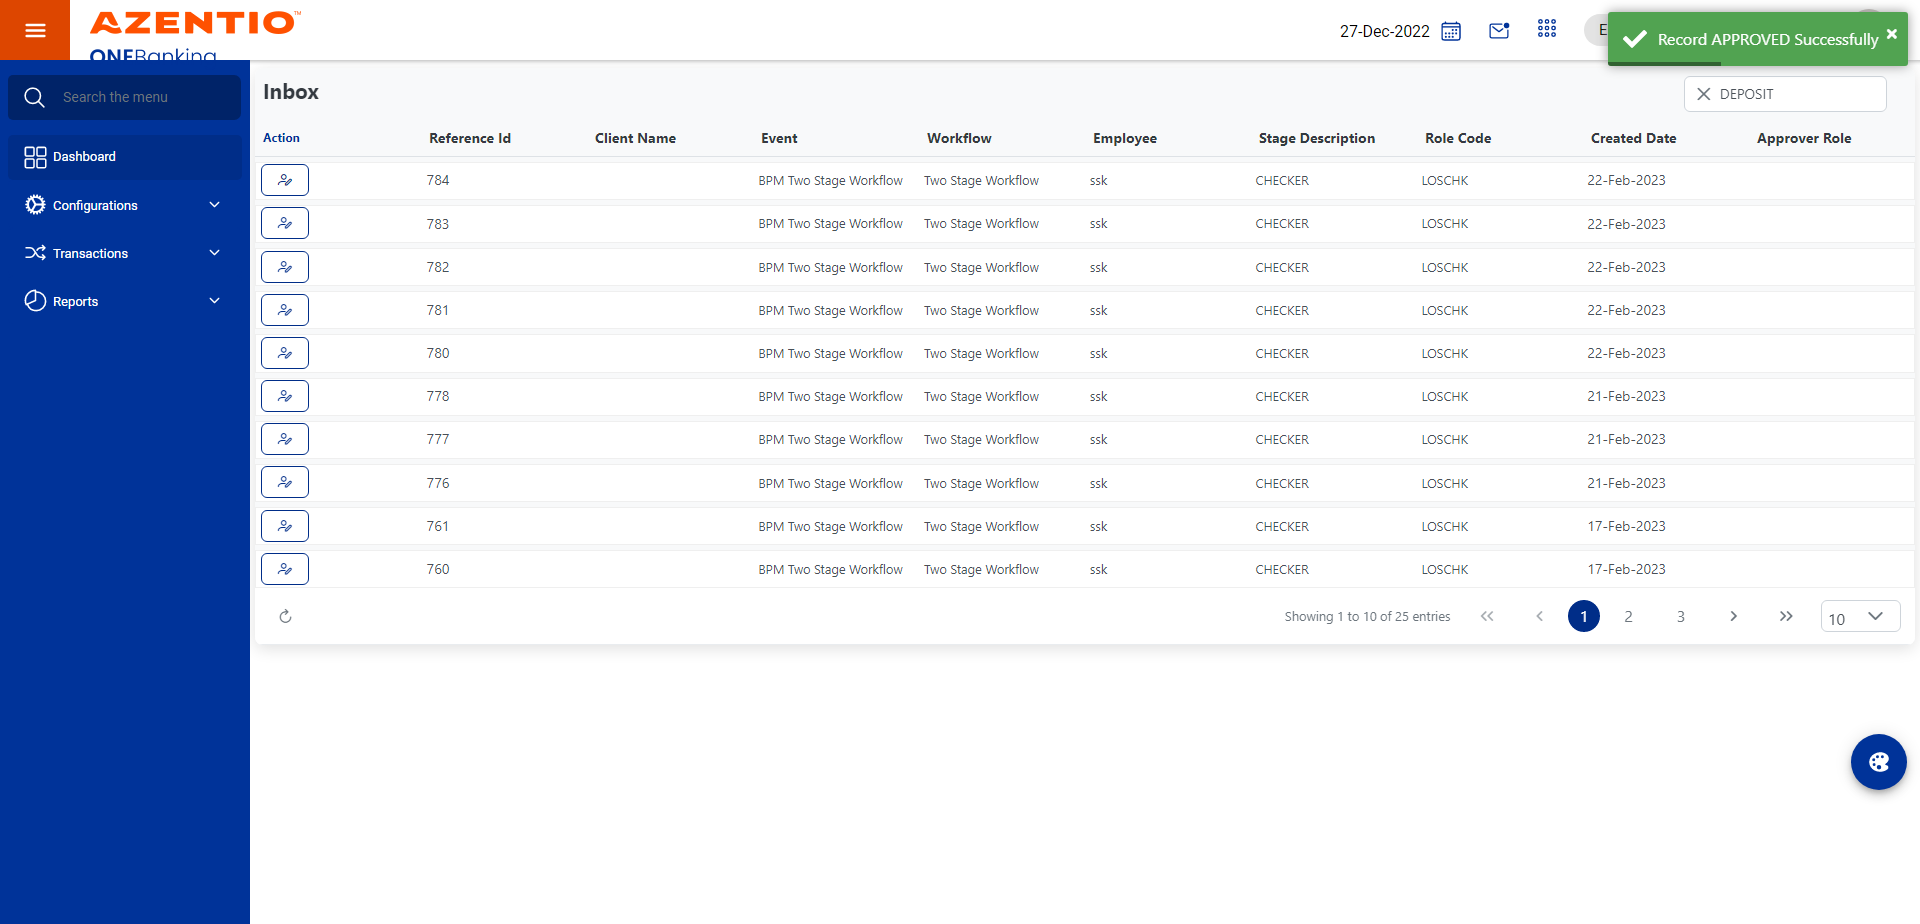 AZENTIO™
ONEBanking
27-Dec-2022
E
Record APPROVED Successfully
Search the menu
Dashboard
Configurations
Transactions
Reports
Inbox
DEPOSIT
Action Reference Id Client Name Event Workflow Employee Stage Description Role Code Created Date Approver Role
784 BPM Two Stage Workflow Two Stage Workflow ssk CHECKER LOSCHK 22-Feb-2023
783 BPM Two Stage Workflow Two Stage Workflow ssk CHECKER LOSCHK 22-Feb-2023
782 BPM Two Stage Workflow Two Stage Workflow ssk CHECKER LOSCHK 22-Feb-2023
781 BPM Two Stage Workflow Two Stage Workflow ssk CHECKER LOSCHK 22-Feb-2023
780 BPM Two Stage Workflow Two Stage Workflow ssk CHECKER LOSCHK 22-Feb-2023
778 BPM Two Stage Workflow Two Stage Workflow ssk CHECKER LOSCHK 21-Feb-2023
777 BPM Two Stage Workflow Two Stage Workflow ssk CHECKER LOSCHK 21-Feb-2023
776 BPM Two Stage Workflow Two Stage Workflow ssk CHECKER LOSCHK 21-Feb-2023
761 BPM Two Stage Workflow Two Stage Workflow ssk CHECKER LOSCHK 17-Feb-2023
760 BPM Two Stage Workflow Two Stage Workflow ssk CHECKER LOSCHK 17-Feb-2023
Showing 1 to 10 of 25 entries 1 2 3 10